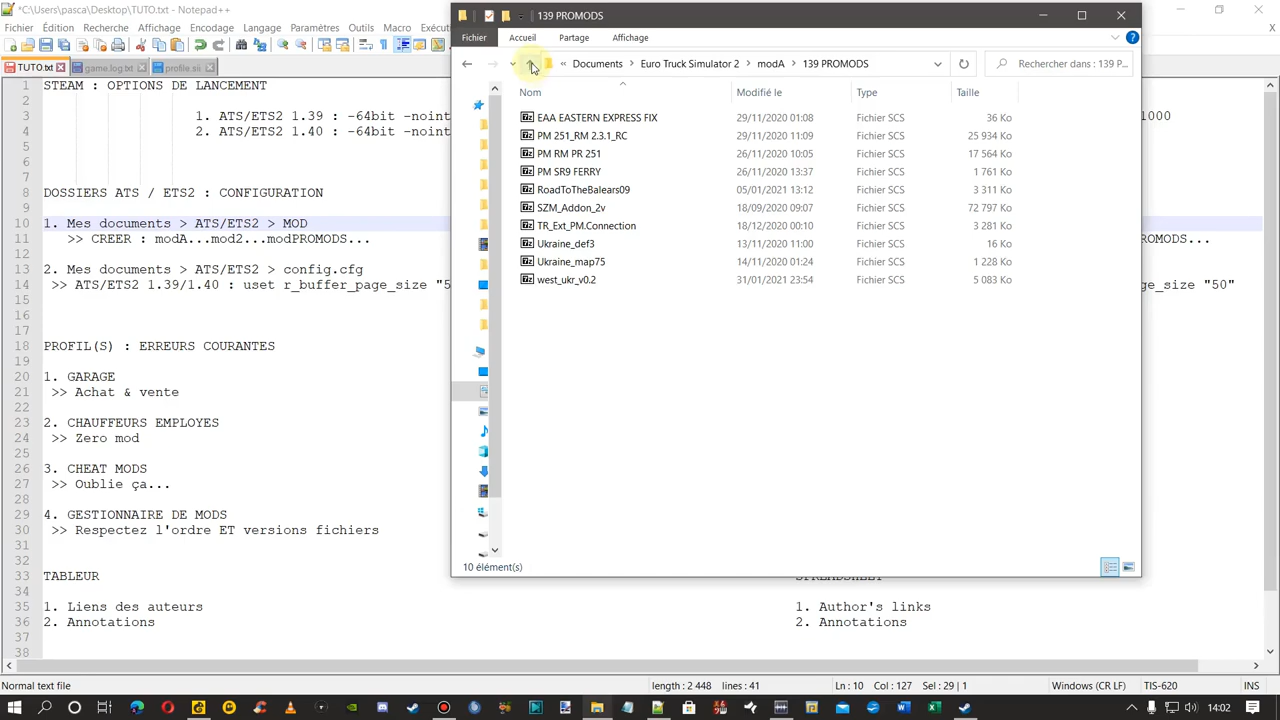 *C:\Users\pasca\Desktop\TUTO.txt - Notepad++
Fichier Édition Recherche Affichage Encodage Langage Paramètres Outils Macro Exécuti
TUTO.txt game.log.txt profile.sii
1 STEAM : OPTIONS DE LANCEMENT
2
3 1. ATS/ETS2 1.39 : -64bit -noint 1000
4 2. ATS/ETS2 1.40 : -64bit -noint
5
6
7
8 DOSSIERS ATS / ETS2 : CONFIGURATION
9
10 1. Mes documents > ATS/ETS2 > MOD
11 >> CREER : modA...mod2...modPROMODS... OMODS...
12
13 2. Mes documents > ATS/ETS2 > config.cfg
14 >> ATS/ETS2 1.39/1.40 : uset r_buffer_page_size "5 ge_size "50"
15
16
17
18 PROFIL(S) : ERREURS COURANTES
19
20 1. GARAGE
21 >> Achat & vente
22
23 2. CHAUFFEURS EMPLOYES
24 >> Zero mod
25
26 3. CHEAT MODS
27 >> Oublie ça...
28
29 4. GESTIONNAIRE DE MODS
30 >> Respectez l'ordre ET versions fichiers
31
32
33 TABLEUR SPREADSHEET
34
35 1. Liens des auteurs 1. Author's links
36 2. Annotations 2. Annotations
37
38
Normal text file length : 2 448 lines : 41 Ln : 10 Col : 127 Sel : 29 | 1 Windows (CR LF) TIS-620 INS
139 PROMODS
Fichier Accueil Partage Affichage
« Documents > Euro Truck Simulator 2 > modA > 139 PROMODS Rechercher dans : 139 P...
Nom Modifié le Type Taille
EAA EASTERN EXPRESS FIX 29/11/2020 01:08 Fichier SCS 36 Ko
PM 251_RM 2.3.1_RC 29/11/2020 01:08 Fichier SCS 25 934 Ko
PM RM PR 251 26/11/2020 10:05 Fichier SCS 17 564 Ko
PM SR9 FERRY 26/11/2020 13:37 Fichier SCS 1 761 Ko
RoadToTheBalears09 05/01/2021 13:12 Fichier SCS 3 311 Ko
SZM_Addon_2v 18/09/2020 09:07 Fichier SCS 72 797 Ko
TR_Ext_PM.Connection 18/12/2020 00:10 Fichier SCS 3 281 Ko
Ukraine_def3 13/11/2020 11:00 Fichier SCS 16 Ko
Ukraine_map75 14/11/2020 01:24 Fichier SCS 1 228 Ko
west_ukr_v0.2 31/01/2021 23:54 Fichier SCS 5 083 Ko
10 élément(s)
14:02